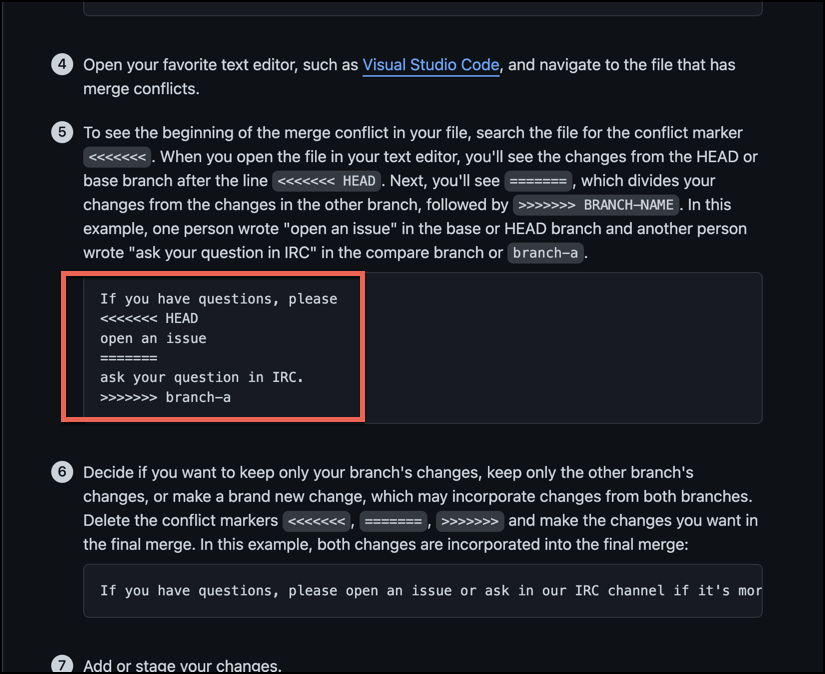 4 Open your favorite text editor, such as Visual Studio Code, and navigate to the file that has
merge conflicts.
5 To see the beginning of the merge conflict in your file, search the file for the conflict marker
<<<<<<<. When you open the file in your text editor, you'll see the changes from the HEAD or
base branch after the line <<<<<<< HEAD. Next, you'll see =======, which divides your
changes from the changes in the other branch, followed by >>>>>>> BRANCH-NAME. In this
example, one person wrote "open an issue" in the base or HEAD branch and another person
wrote "ask your question in IRC" in the compare branch or branch-a.
If you have questions, please
<<<<<<< HEAD
open an issue
=======
ask your question in IRC.
>>>>>>> branch-a
6 Decide if you want to keep only your branch's changes, keep only the other branch's
changes, or make a brand new change, which may incorporate changes from both branches.
Delete the conflict markers <<<<<<<, =======, >>>>>>> and make the changes you want in
the final merge. In this example, both changes are incorporated into the final merge:
If you have questions, please open an issue or ask in our IRC channel if it's mor
7 Add or stage your changes.